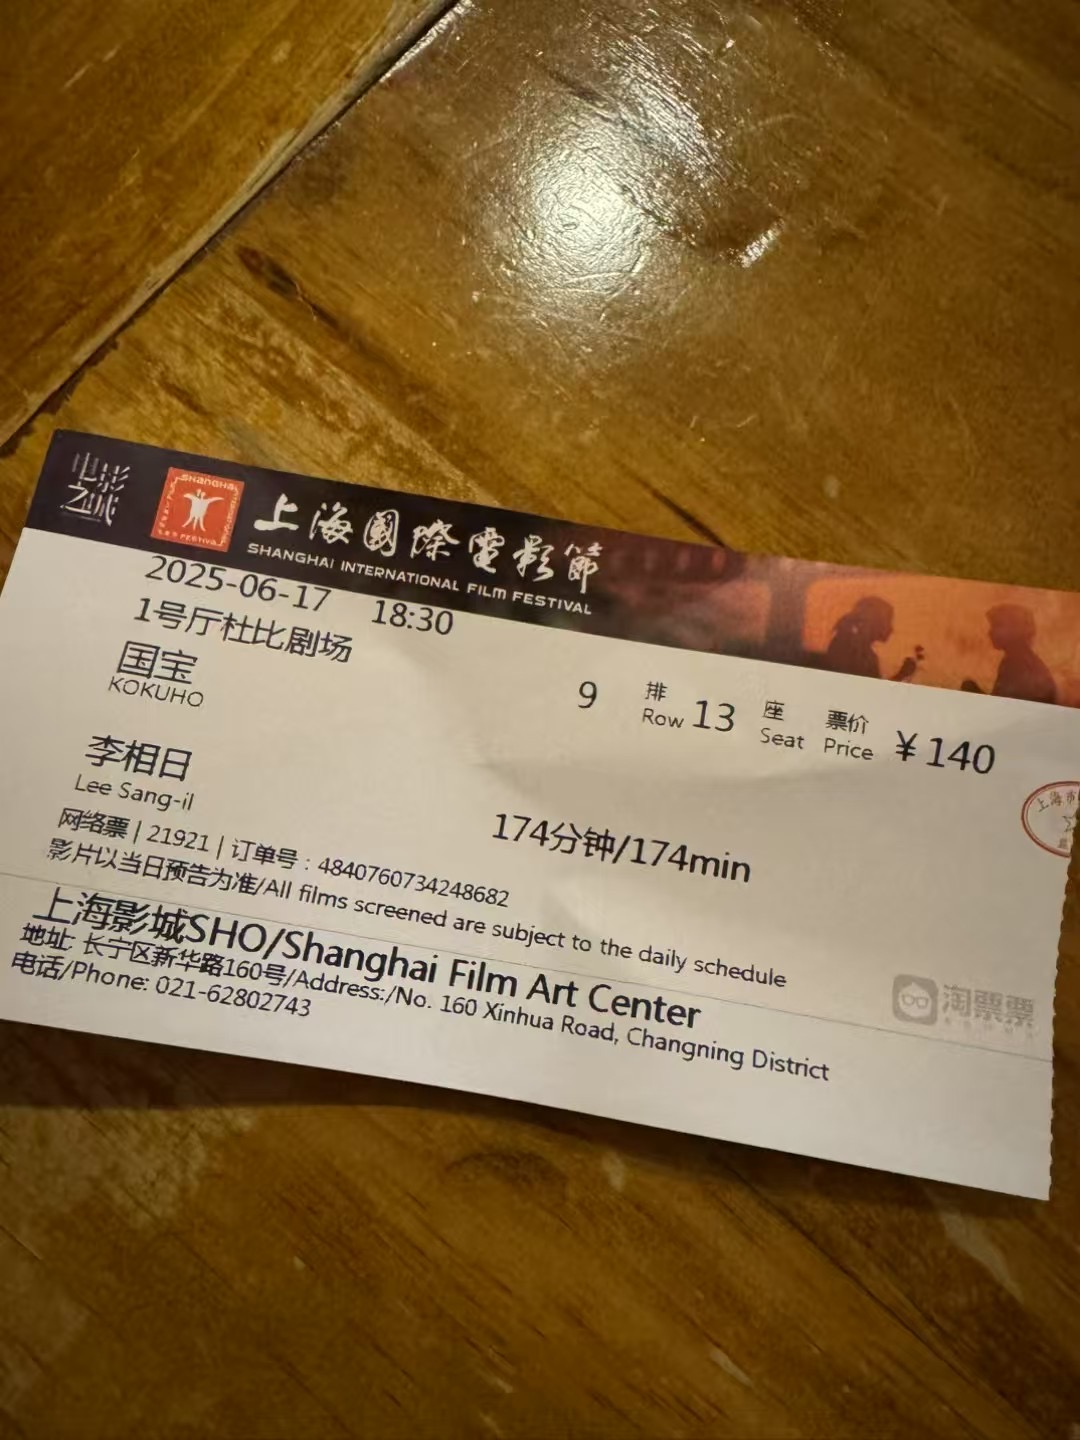 电影之城
SHANGHAI
上海國際電影節
SHANGHAI INTERNATIONAL FILM FESTIVAL
2025-06-17 18:30
1号厅杜比剧场
国宝
KOKUHO
9 排 Row 13 座 Seat 票价 Price ¥140
李相日
Lee Sang-il
174分钟/174min
网络票 | 21921 | 订单号：4840760734248682
影片以当日预告为准/All films screened are subject to the daily schedule
上海影城SHO/Shanghai Film Art Center
地址: 长宁区新华路160号/Address:/No. 160 Xinhua Road, Changning District
电话/Phone: 021-62802743
淘票票
上海市